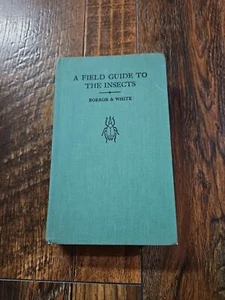 A FIELD GUIDE TO
THE INSECTS
BORROR & WHITE